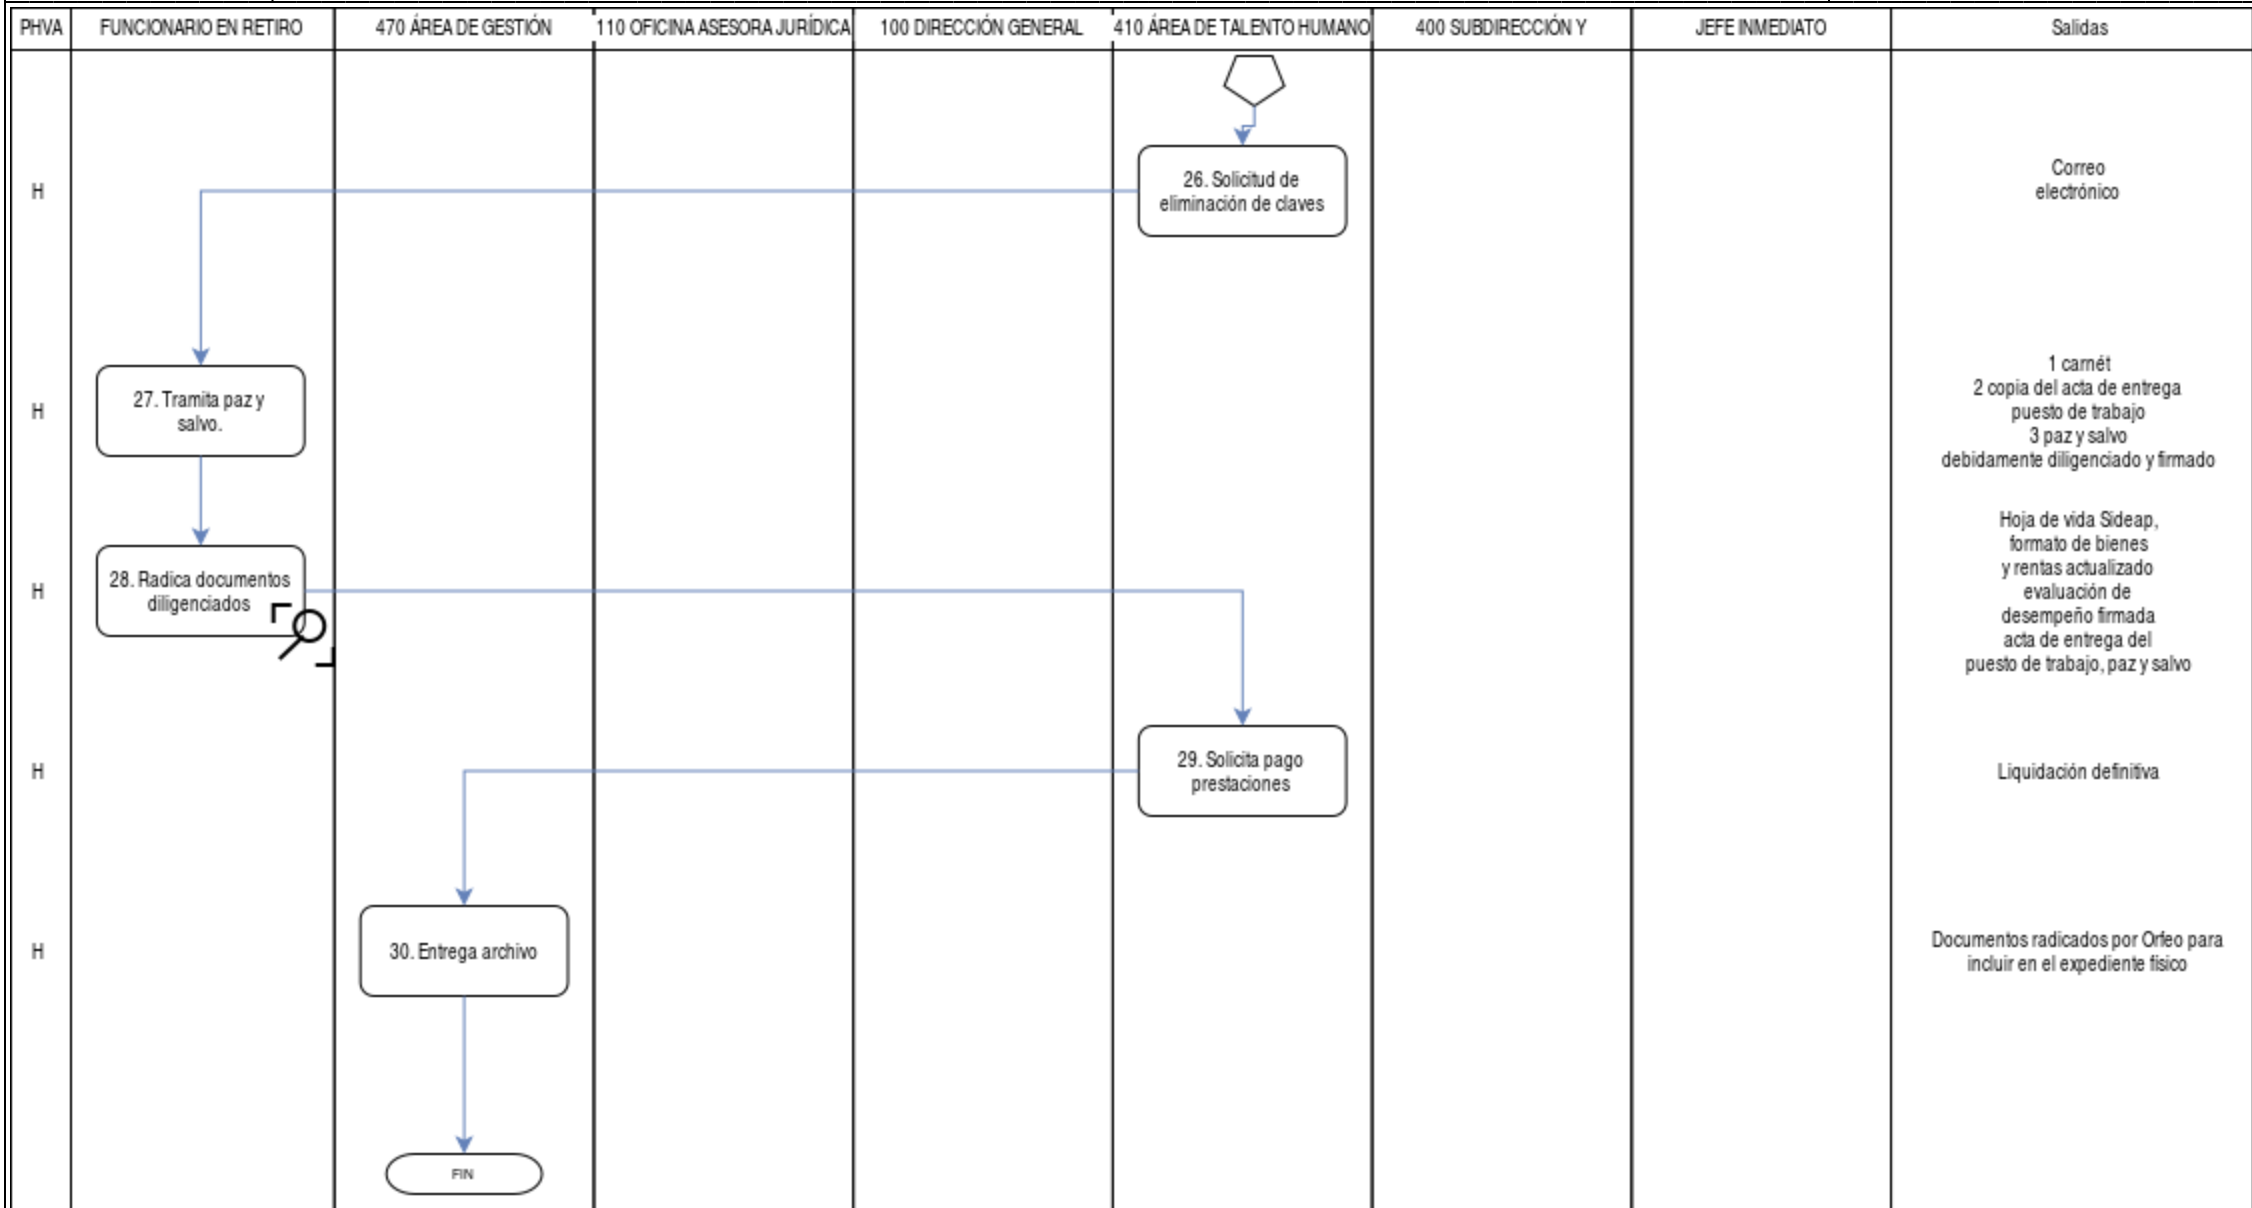 PHVA
FUNCIONARIO EN RETIRO
470 ÁREA DE GESTIÓN
110 OFICINA ASESORA JURÍDICA
100 DIRECCIÓN GENERAL
410 ÁREA DE TALENTO HUMANO
400 SUBDIRECCIÓN Y
JEFE INMEDIATO
Salidas
H
26. Solicitud de
eliminación de claves
Correo
electrónico
H
27. Tramita paz y
salvo.
1 carnét
2 copia del acta de entrega
puesto de trabajo
3 paz y salvo
debidamente diligenciado y firmado
H
28. Radica documentos
diligenciados
Hoja de vida Sideap,
formato de bienes
y rentas actualizado
evaluación de
desempeño firmada
acta de entrega del
puesto de trabajo, paz y salvo
H
29. Solicita pago
prestaciones
Liquidación definitiva
H
30. Entrega archivo
Documentos radicados por Orfeo para
incluir en el expediente físico
FIN